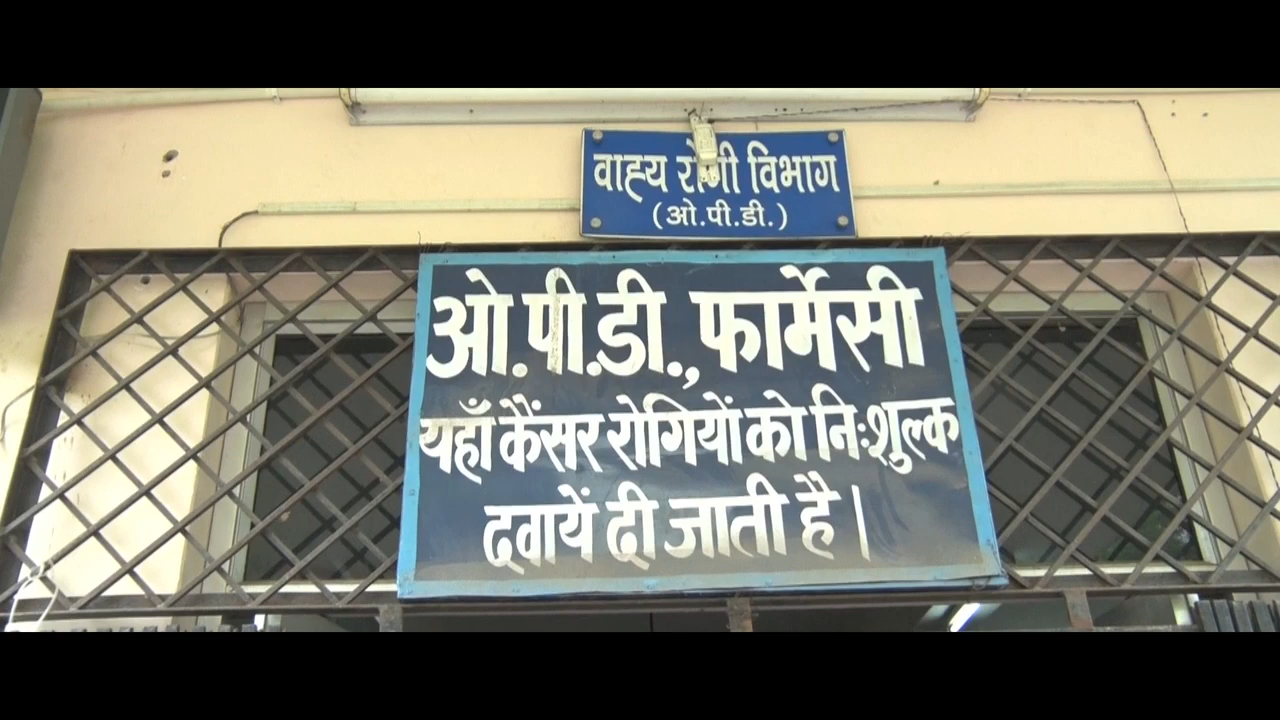 वाह्य रोगी विभाग
(ओ.पी.डी.)
ओ.पी.डी., फार्मेसी
यहाँ कैंसर रोगियों को निःशुल्क
दवायें दी जाती है।